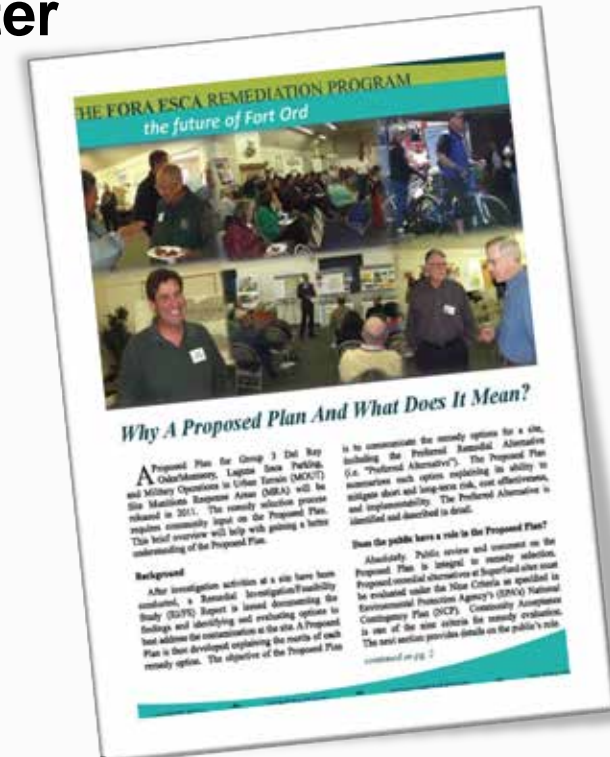 ter
THE FORA ESCA REMEDIATION PROGRAM
the future of Fort Ord
Why A Proposed Plan And What Does It Mean?
A Proposed Plan for Group 3 Del Rey
Oaks/Monterey, Laguna Seca Parking,
and Military Operations in Urban Terrain (MOUT)
Site Munitions Response Areas (MRA) will be
released in 2011. The remedy selection process
requires community input on the Proposed Plan.
This brief overview will help with gaining a better
understanding of the Proposed Plan.
Background
After investigation activities at a site have been
conducted, a Remedial Investigation/Feasibility
Study (RI/FS) Report is issued documenting the
findings and identifying and evaluating options to
best address the contamination at the site. A Proposed
Plan is then developed explaining the merits of each
remedy option. The objective of the Proposed Plan
is to communicate the remedy options for a site,
including the Preferred Remedial Alternative
(i.e. "Preferred Alternative"). The Proposed Plan
summarizes each option explaining its ability to
mitigate short and long-term risk, cost effectiveness,
and implementability. The Preferred Alternative is
identified and described in detail.
Does the public have a role in the Proposed Plan?
Absolutely. Public review and comment on the
Proposed Plan is integral to remedy selection.
Proposed remedial alternatives at Superfund sites must
be evaluated under the Nine Criteria as specified in
Environmental Protection Agency's (EPA's) National
Contingency Plan (NCP). Community Acceptance
is one of the nine criteria for remedy evaluation.
The next section provides details on the public's role.
continued on pg. 2